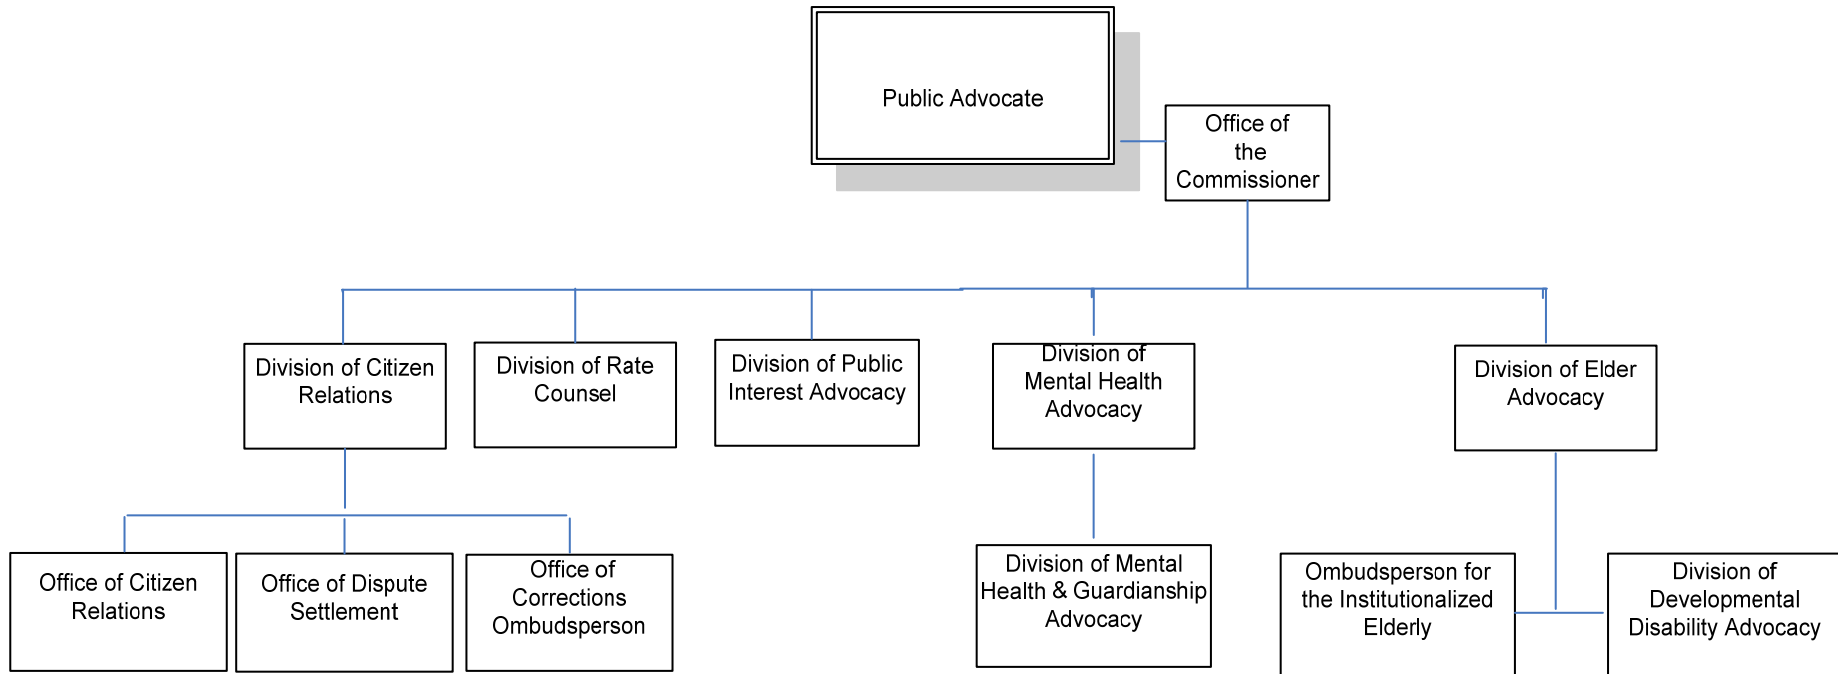 Public Advocate
Office of
the
Commissioner
Division of Citizen
Relations
Division of Rate
Counsel
Division of Public
Interest Advocacy
Division of
Mental Health
Advocacy
Division of Elder
Advocacy
Office of Citizen
Relations
Office of Dispute
Settlement
Office of
Corrections
Ombudsperson
Division of Mental
Health & Guardianship
Advocacy
Ombudsperson for
the Institutionalized
Elderly
Division of
Developmental
Disability Advocacy